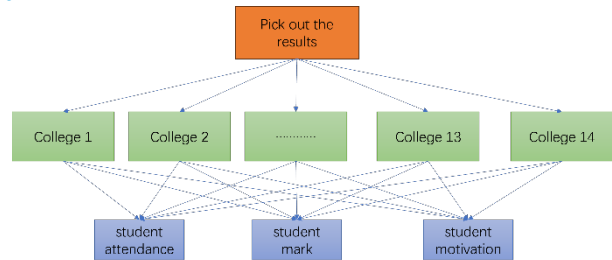 Pick out the
results
College 1
College 2
............
College 13
College 14
student
attendance
student
mark
student
motivation